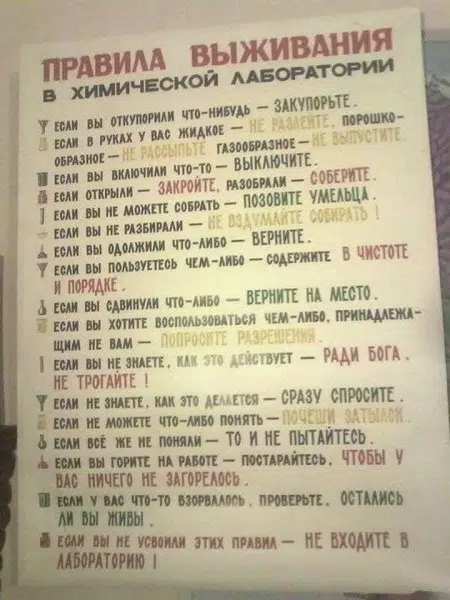 ПРАВИЛА ВЫЖИВАНИЯ
В ХИМИЧЕСКОЙ ЛАБОРАТОРИИ
ЕСЛИ ВЫ ОТКУПОРИЛИ ЧТО-НИБУДЬ — ЗАКУПОРЬТЕ.
ЕСЛИ В РУКАХ У ВАС ЖИДКОЕ — НЕ РАЗЛЕЙТЕ, ПОРОШКО-
ОБРАЗНОЕ — НЕ РАССЫПЬТЕ, ГАЗООБРАЗНОЕ — НЕ ВЫПУСТИТЕ.
ЕСЛИ ВЫ ВКЛЮЧИЛИ ЧТО-ТО — ВЫКЛЮЧИТЕ.
ЕСЛИ ОТКРЫЛИ — ЗАКРОЙТЕ, РАЗОБРАЛИ — СОБЕРИТЕ.
ЕСЛИ ВЫ НЕ МОЖЕТЕ СОБРАТЬ — ПОЗОВИТЕ УМЕЛЬЦА.
ЕСЛИ ВЫ НЕ РАЗБИРАЛИ — НЕ ВЗДУМАЙТЕ СОБИРАТЬ !
ЕСЛИ ВЫ ОДОЛЖИЛИ ЧТО-ЛИБО — ВЕРНИТЕ.
ЕСЛИ ВЫ ПОЛЬЗУЕТЕСЬ ЧЕМ-ЛИБО — СОДЕРЖИТЕ В ЧИСТОТЕ
И ПОРЯДКЕ.
ЕСЛИ ВЫ СДВИНУЛИ ЧТО-ЛИБО — ВЕРНИТЕ НА МЕСТО.
ЕСЛИ ВЫ ХОТИТЕ ВОСПОЛЬЗОВАТЬСЯ ЧЕМ-ЛИБО, ПРИНАДЛЕЖА-
ЩИМ НЕ ВАМ — ПОПРОСИТЕ РАЗРЕШЕНИЯ.
ЕСЛИ ВЫ НЕ ЗНАЕТЕ, КАК ЭТО ДЕЙСТВУЕТ — РАДИ БОГА,
НЕ ТРОГАЙТЕ !
ЕСЛИ НЕ ЗНАЕТЕ, КАК ЭТО ДЕЛАЕТСЯ — СРАЗУ СПРОСИТЕ.
ЕСЛИ НЕ МОЖЕТЕ ЧТО-ЛИБО ПОНЯТЬ — ПОЧЕШИ ЗАТЫЛОК.
ЕСЛИ ВСЁ ЖЕ НЕ ПОНЯЛИ — ТО И НЕ ПЫТАЙТЕСЬ.
ЕСЛИ ВЫ ГОРИТЕ НА РАБОТЕ — ПОСТАРАЙТЕСЬ, ЧТОБЫ У
ВАС НИЧЕГО НЕ ЗАГОРЕЛОСЬ.
ЕСЛИ У ВАС ЧТО-ТО ВЗОРВАЛОСЬ, ПРОВЕРЬТЕ, ОСТАЛИСЬ
ЛИ ВЫ ЖИВЫ.
ЕСЛИ ВЫ НЕ УСВОИЛИ ЭТИХ ПРАВИЛ — НЕ ВХОДИТЕ В
ЛАБОРАТОРИЮ !